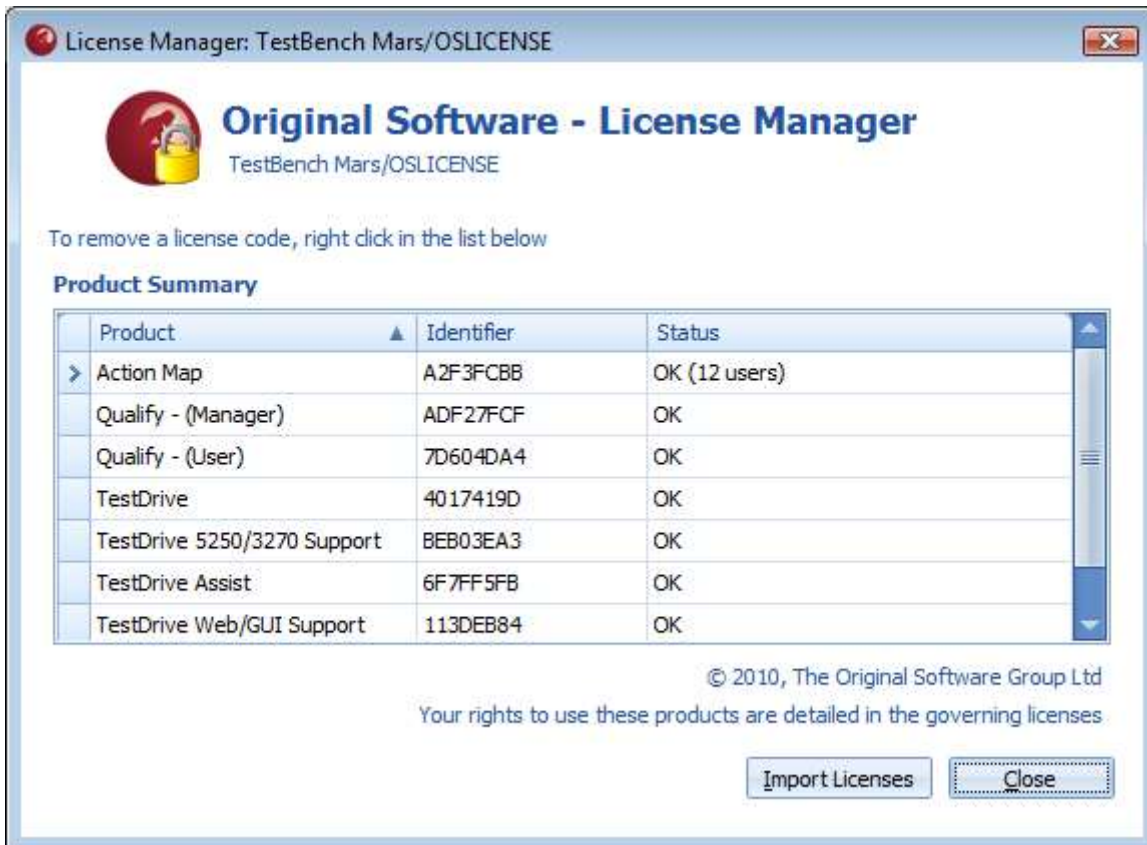 License Manager: TestBench Mars/OSLICENSE
Original Software - License Manager
TestBench Mars/OSLICENSE
To remove a license code, right click in the list below
Product Summary
Product Identifier Status
Action Map A2F3FCBB OK (12 users)
Qualify - (Manager) ADF27FCF OK
Qualify - (User) 7D604DA4 OK
TestDrive 4017419D OK
TestDrive 5250/3270 Support BEB03EA3 OK
TestDrive Assist 6F7FF5FB OK
TestDrive Web/GUI Support 113DEB84 OK
© 2010, The Original Software Group Ltd
Your rights to use these products are detailed in the governing licenses
Import Licenses Close